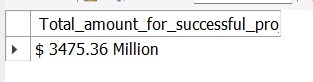 Total_amount_for_successful_pro
$ 3475.36 Million